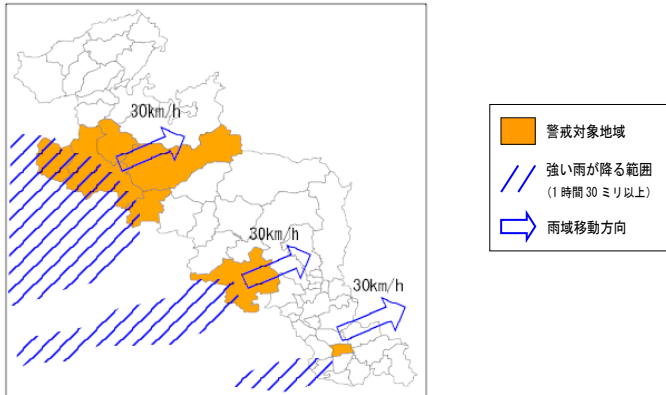 30km/h
30km/h
30km/h
警戒対象地域
強い雨が降る範囲
(1時間30ミリ以上)
雨域移動方向